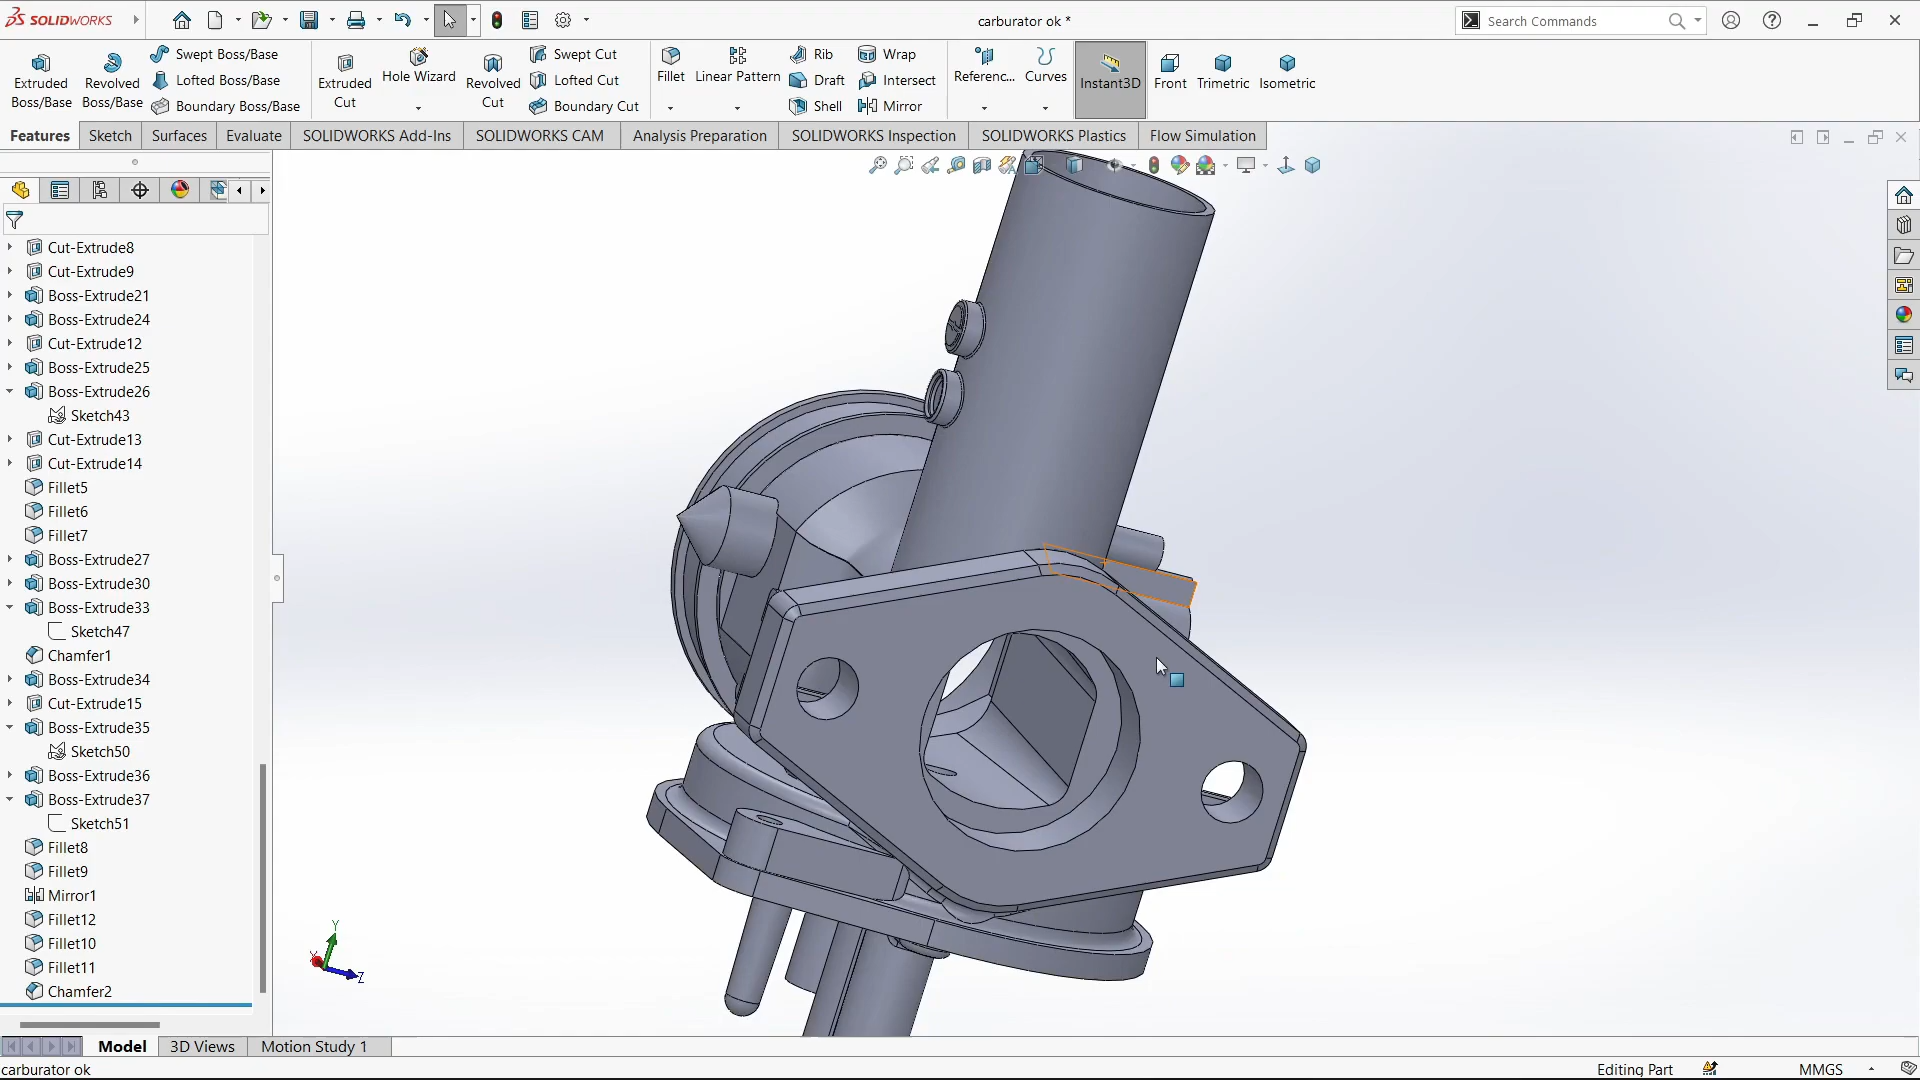 SOLIDWORKS
carburator ok *
Search Commands
Extruded Boss/Base
Revolved Boss/Base
Swept Boss/Base
Lofted Boss/Base
Boundary Boss/Base
Extruded Cut
Hole Wizard
Revolved Cut
Swept Cut
Lofted Cut
Boundary Cut
Fillet
Linear Pattern
Rib
Draft
Shell
Wrap
Intersect
Mirror
Referenc...
Curves
Instant3D
Front
Trimetric
Isometric
Features
Sketch
Surfaces
Evaluate
SOLIDWORKS Add-Ins
SOLIDWORKS CAM
Analysis Preparation
SOLIDWORKS Inspection
SOLIDWORKS Plastics
Flow Simulation
Cut-Extrude8
Cut-Extrude9
Boss-Extrude21
Boss-Extrude24
Cut-Extrude12
Boss-Extrude25
Boss-Extrude26
Sketch43
Cut-Extrude13
Cut-Extrude14
Fillet5
Fillet6
Fillet7
Boss-Extrude27
Boss-Extrude30
Boss-Extrude33
Sketch47
Chamfer1
Boss-Extrude34
Cut-Extrude15
Boss-Extrude35
Sketch50
Boss-Extrude36
Boss-Extrude37
Sketch51
Fillet8
Fillet9
Mirror1
Fillet12
Fillet10
Fillet11
Chamfer2
Y
X
Z
Model
3D Views
Motion Study 1
carburator ok
Editing Part
MMGS